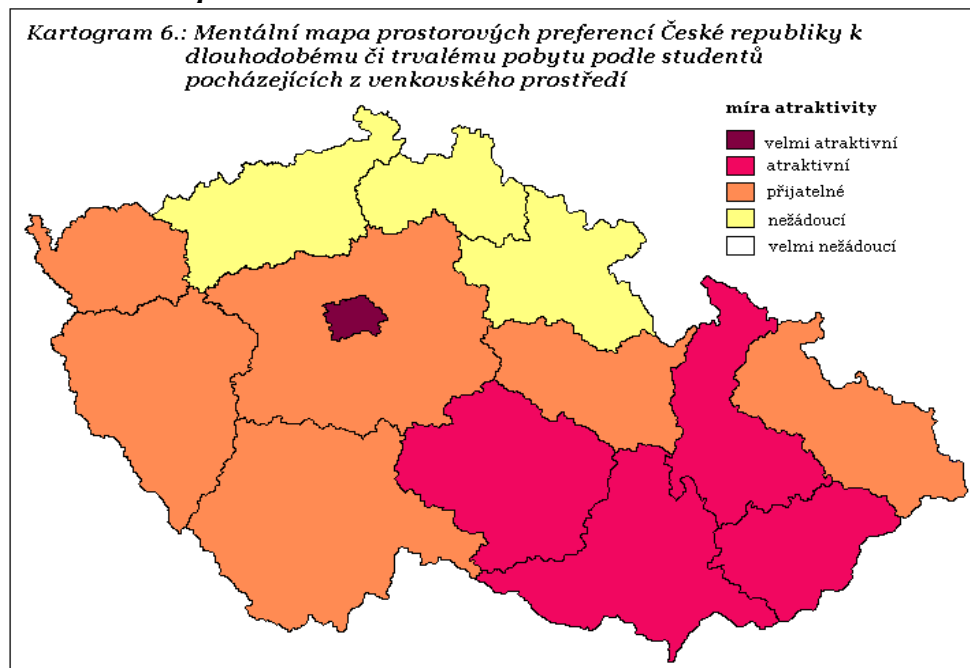 Kartogram 6.: Mentální mapa prostorových preferencí České republiky k
dlouhodobému či trvalému pobytu podle studentů
pocházejících z venkovského prostředí
míra atraktivity
velmi atraktivní
atraktivní
přijatelné
nežádoucí
velmi nežádoucí